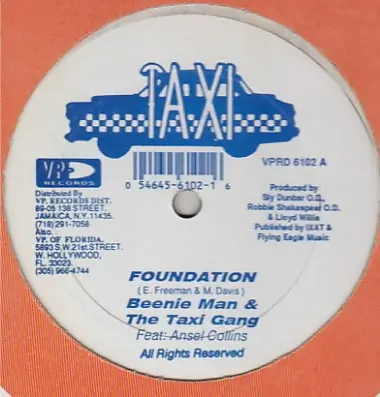 TAXI
VP
RECORDS
VPRD 6102 A
0 54645-6102-1 6
Distributed By
VP. RECORDS DIST.
89-05 138 STREET.
JAMAICA, N.Y. 11435.
(718) 291-7058
Also.
VP. OF FLORIDA.
5893 S.W. 21st. STREET.
W. HOLLYWOOD,
FL. 33023.
(305) 966-4744
Produced by
Sly Dunbar O.D.,
Robbie Shakespear O.D.
& Lloyd Willis
Published by IXAT &
Flying Eagle Music
FOUNDATION
( E. Freeman & M. Davis )
Beenie Man &
The Taxi Gang
Feat: Ansel Collins
All Rights Reserved